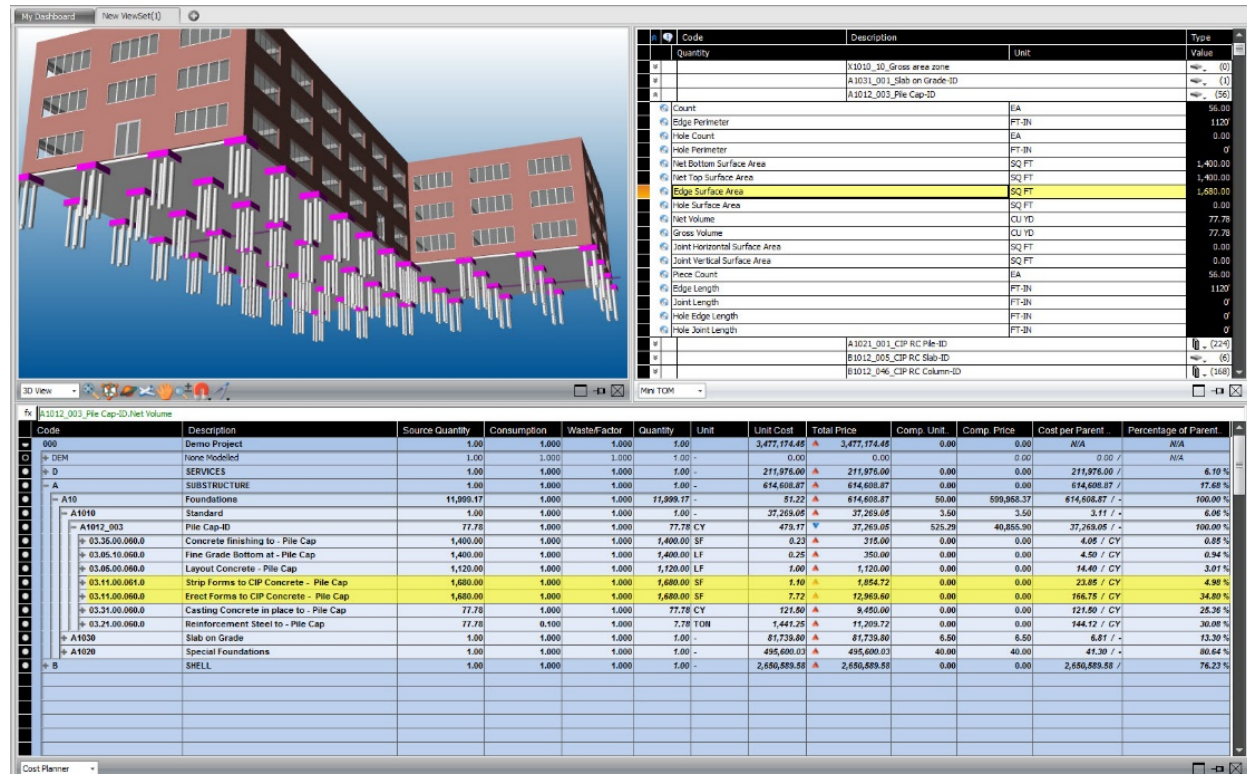 My Dashboard New ViewSet(1)
Code Description Type
Quantity Unit Value
X1010_10_Gross area zone (0)
A1031_001_Slab on Grade-ID (1)
A1012_003_Pile Cap-ID (56)
Count EA 56.00
Edge Perimeter FT-IN 1120'
Hole Count EA 0.00
Hole Perimeter FT-IN 0'
Net Bottom Surface Area SQ FT 1,400.00
Net Top Surface Area SQ FT 1,400.00
Edge Surface Area SQ FT 1,680.00
Hole Surface Area SQ FT 0.00
Net Volume CU YD 77.78
Gross Volume CU YD 77.78
Joint Horizontal Surface Area SQ FT 0.00
Joint Vertical Surface Area SQ FT 0.00
Piece Count EA 56.00
Edge Length FT-IN 1120'
Joint Length FT-IN 0'
Hole Edge Length FT-IN 0'
Hole Joint Length FT-IN 0'
A1021_001_CIP RC Pile-ID (224)
B1012_005_CIP RC Slab-ID (6)
B1012_046_CIP RC Column-ID (168)
3D View Mini TOM
fx A1012_003_Pile Cap-ID.Net Volume
Code Description Source Quantity Consumption Waste/Factor Quantity Unit Unit Cost Total Price Comp. Unit.. Comp. Price Cost per Parent .. Percentage of Parent..
000 Demo Project 1.00 1.000 1.000 1.00 3,477,174.45 3,477,174.45 0.00 0.00 N/A N/A
+ DEM None Modelled 1.00 1.000 1.000 1.00 - 0.00 0.00 0.00 0.00 / N/A
+ D SERVICES 1.00 1.000 1.000 1.00 - 211,976.00 211,976.00 0.00 0.00 211,976.00 / 6.10 %
- A SUBSTRUCTURE 1.00 1.000 1.000 1.00 - 614,608.87 614,608.87 0.00 0.00 614,608.87 / 17.68 %
- A10 Foundations 11,999.17 1.000 1.000 11,999.17 - 51.22 614,608.87 50.00 599,958.37 614,608.87 / - 100.00 %
- A1010 Standard 1.00 1.000 1.000 1.00 - 37,269.05 37,269.05 3.50 3.50 3.11 / - 6.06 %
- A1012_003 Pile Cap-ID 77.78 1.000 1.000 77.78 CY 479.17 37,269.05 525.29 40,855.90 37,269.05 / - 100.00 %
+ 03.35.00.060.0 Concrete finishing to - Pile Cap 1,400.00 1.000 1.000 1,400.00 SF 0.23 315.00 0.00 0.00 4.05 / CY 0.85 %
+ 03.05.10.060.0 Fine Grade Bottom at - Pile Cap 1,400.00 1.000 1.000 1,400.00 LF 0.25 350.00 0.00 0.00 4.50 / CY 0.94 %
+ 03.05.00.060.0 Layout Concrete - Pile Cap 1,120.00 1.000 1.000 1,120.00 LF 1.00 1,120.00 0.00 0.00 14.40 / CY 3.01 %
+ 03.11.00.061.0 Strip Forms to CIP Concrete - Pile Cap 1,680.00 1.000 1.000 1,680.00 SF 1.10 1,854.72 0.00 0.00 23.85 / CY 4.98 %
+ 03.11.00.060.0 Erect Forms to CIP Concrete - Pile Cap 1,680.00 1.000 1.000 1,680.00 SF 7.72 12,969.60 0.00 0.00 166.75 / CY 34.80 %
+ 03.31.00.060.0 Casting Concrete in place to - Pile Cap 77.78 1.000 1.000 77.78 CY 121.50 9,450.00 0.00 0.00 121.50 / CY 25.36 %
+ 03.21.00.060.0 Reinforcement Steel to - Pile Cap 77.78 0.100 1.000 7.78 TON 1,441.25 11,209.72 0.00 0.00 144.12 / CY 30.08 %
+ A1030 Slab on Grade 1.00 1.000 1.000 1.00 - 81,739.80 81,739.80 6.50 6.50 6.81 / - 13.30 %
+ A1020 Special Foundations 1.00 1.000 1.000 1.00 - 495,600.03 495,600.03 40.00 40.00 41.30 / - 80.64 %
+ B SHELL 1.00 1.000 1.000 1.00 - 2,650,589.58 2,650,589.58 0.00 0.00 2,650,589.58 / 76.23 %
Cost Planner